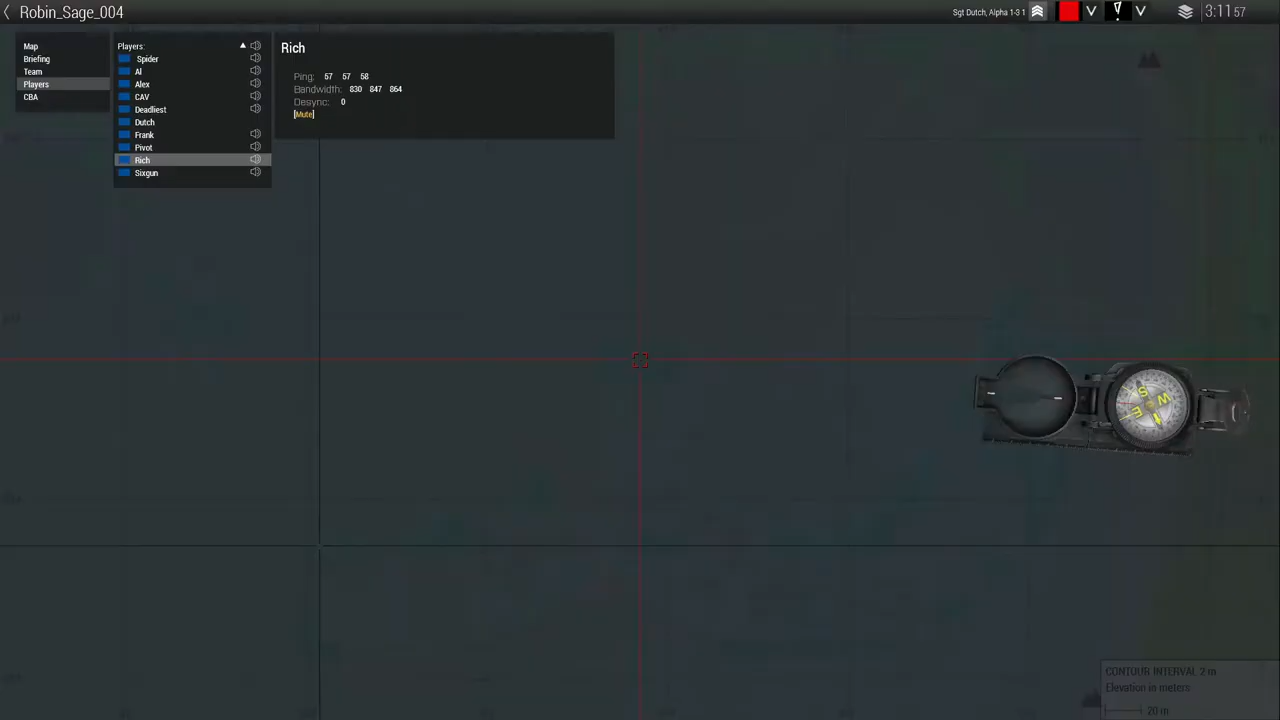 Robin_Sage_004
Sgt Dutch, Alpha 1-3 1
3:11 57
Map
Briefing
Team
Players
CBA
Players:
Spider
Al
Alex
CAV
Deadliest
Dutch
Frank
Pivot
Rich
Sixgun
Rich
Ping: 57 57 58
Bandwidth: 830 847 864
Desync: 0
[Mute]
S
W
E
CONTOUR INTERVAL 2 m
Elevation in meters
20 m